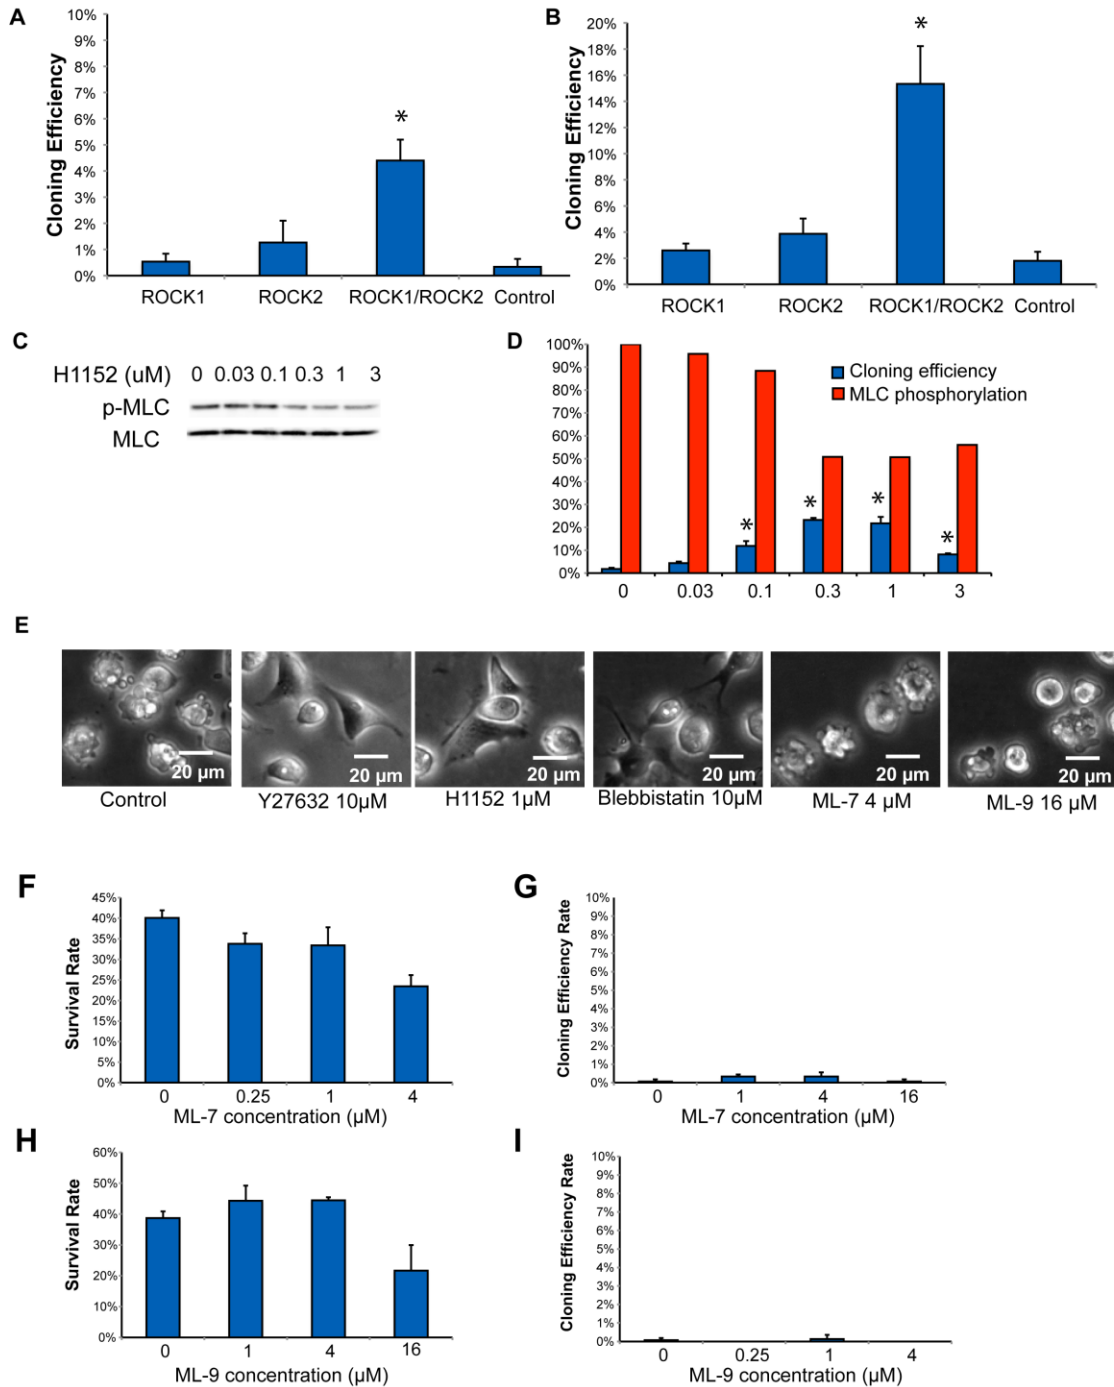 A
10%
9%
8%
7%
6%
5%
4%
3%
2%
1%
0%
Cloning Efficiency
*
ROCK1 ROCK2 ROCK1/ROCK2 Control
B
20%
18%
16%
14%
12%
10%
8%
6%
4%
2%
0%
Cloning Efficiency
*
ROCK1 ROCK2 ROCK1/ROCK2 Control
C
H1152 (uM) 0 0.03 0.1 0.3 1 3
p-MLC
MLC
D
100%
90%
80%
70%
60%
50%
40%
30%
20%
10%
0%
Cloning efficiency
MLC phosphorylation
* * * *
0 0.03 0.1 0.3 1 3
E
20 µm 20 µm 20 µm 20 µm 20 µm 20 µm
Control Y27632 10µM H1152 1µM Blebbistatin 10µM ML-7 4 µM ML-9 16 µM
F
45%
40%
35%
30%
25%
20%
15%
10%
5%
0%
Survival Rate
0 0.25 1 4
ML-7 concentration (µM)
G
10%
9%
8%
7%
6%
5%
4%
3%
2%
1%
0%
Cloning Efficiency Rate
0 1 4 16
ML-7 concentration (µM)
H
60%
50%
40%
30%
20%
10%
0%
Survival Rate
0 1 4 16
ML-9 concentration (µM)
I
10%
9%
8%
7%
6%
5%
4%
3%
2%
1%
0%
Cloning Efficiency Rate
0 0.25 1 4
ML-9 concentration (µM)